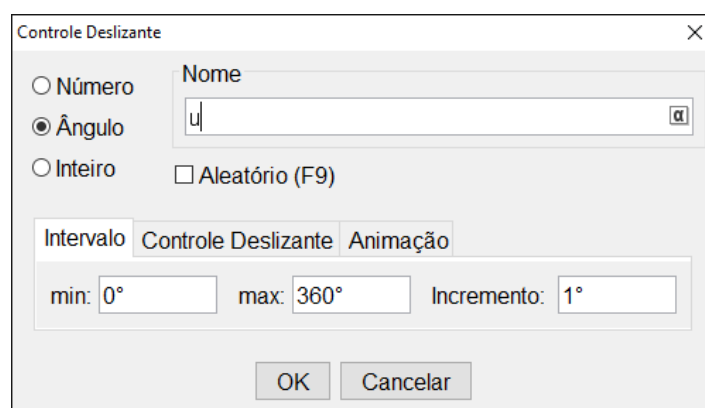 Controle Deslizante
Número
Nome
u
α
Ângulo
Inteiro
Aleatório (F9)
Intervalo Controle Deslizante Animação
min: 0° max: 360° Incremento: 1°
OK Cancelar